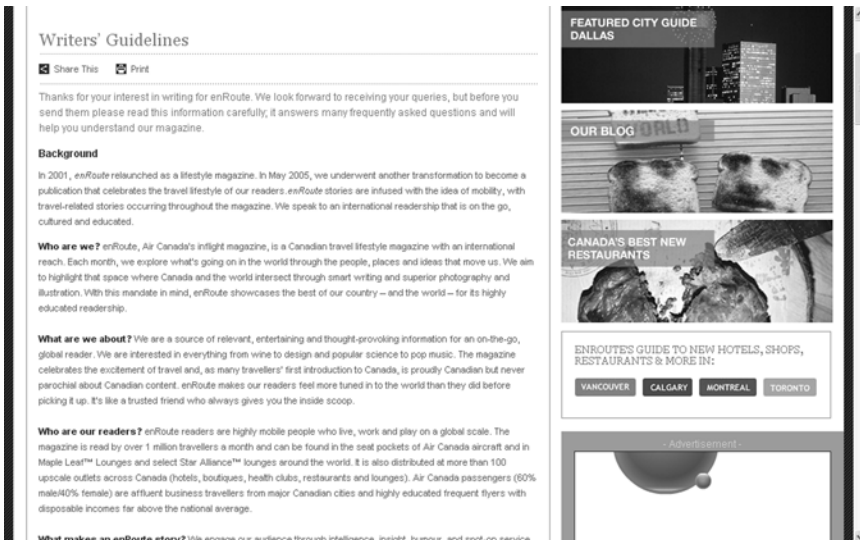 Writers' Guidelines
Share This Print
Thanks for your interest in writing for enRoute. We look forward to receiving your queries, but before you
send them please read this information carefully; it answers many frequently asked questions and will
help you understand our magazine.
Background
In 2001, enRoute relaunched as a lifestyle magazine. In May 2005, we underwent another transformation to become a
publication that celebrates the travel lifestyle of our readers.enRoute stories are infused with the idea of mobility, with
travel-related stories occurring throughout the magazine. We speak to an international readership that is on the go,
cultured and educated.
Who are we? enRoute, Air Canada's inflight magazine, is a Canadian travel lifestyle magazine with an international
reach. Each month, we explore what's going on in the world through the people, places and ideas that move us. We aim
to highlight that space where Canada and the world intersect through smart writing and superior photography and
illustration. With this mandate in mind, enRoute showcases the best of our country – and the world – for its highly
educated readership.
What are we about? We are a source of relevant, entertaining and thought-provoking information for an on-the-go,
global reader. We are interested in everything from wine to design and popular science to pop music. The magazine
celebrates the excitement of travel and, as many travellers' first introduction to Canada, is proudly Canadian but never
parochial about Canadian content. enRoute makes our readers feel more tuned in to the world than they did before
picking it up. It's like a trusted friend who always gives you the inside scoop.
Who are our readers? enRoute readers are highly mobile people who live, work and play on a global scale. The
magazine is read by over 1 million travellers a month and can be found in the seat pockets of Air Canada aircraft and in
Maple Leaf™ Lounges and select Star Alliance™ lounges around the world. It is also distributed at more than 100
upscale outlets across Canada (hotels, boutiques, health clubs, restaurants and lounges). Air Canada passengers (60%
male/40% female) are affluent business travellers from major Canadian cities and highly educated frequent flyers with
disposable incomes far above the national average.
What makes an enRoute story? We engage our audience through intelligence, insight, humour, and spot-on service
FEATURED CITY GUIDE
DALLAS
WORLD
OUR BLOG
CANADA'S BEST NEW
RESTAURANTS
ENROUTE'S GUIDE TO NEW HOTELS, SHOPS,
RESTAURANTS & MORE IN:
VANCOUVER CALGARY MONTREAL TORONTO
- Advertisement -